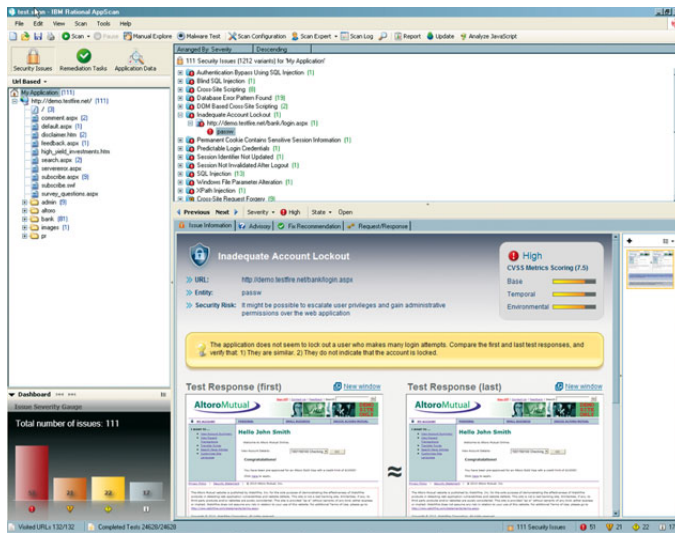 test.scan - IBM Rational AppScan
File Edit View Scan Tools Help
Scan Pause Manual Explore Malware Test Scan Configuration Scan Expert Scan Log Report Update Analyze JavaScript
Security Issues Remediation Tasks Application Data
Url Based
My Application (111)
http://demo.testfire.net/ (111)
/ (3)
comment.aspx (2)
default.aspx (1)
disclaimer.htm (2)
feedback.aspx (1)
high_yield_investments.htm
search.aspx (2)
servererror.aspx
subscribe.aspx (9)
subscribe.swf
survey_questions.aspx
admin (8)
altoro
bank (81)
images (1)
pr
Arranged By: Severity Descending
111 Security Issues (1212 variants) for 'My Application'
Authentication Bypass Using SQL Injection (1)
Blind SQL Injection (1)
Cross-Site Scripting (8)
Database Error Pattern Found (19)
DOM Based Cross-Site Scripting (2)
Inadequate Account Lockout (1)
http://demo.testfire.net/bank/login.aspx (1)
passw
Permanent Cookie Contains Sensitive Session Information (1)
Predictable Login Credentials (1)
Session Identifier Not Updated (1)
Session Not Invalidated After Logout (1)
SQL Injection (13)
Windows File Parameter Alteration (1)
XPath Injection (1)
Cross-Site Request Forgery (9)
Previous Next Severity High State Open
Issue Information Advisory Fix Recommendation Request/Response
Inadequate Account Lockout
URL: http://demo.testfire.net/bank/login.aspx
Entity: passw
Security Risk: It might be possible to escalate user privileges and gain administrative
permissions over the web application
High
CVSS Metrics Scoring (7.5)
Base
Temporal
Environmental
The application does not seem to lock out a user who makes many login attempts. Compare the first and last test responses, and
verify that: 1) They are similar. 2) They do not indicate that the account is locked.
Test Response (first) New window
AltoroMutual
Hello John Smith
Congratulations!
≈
Test Response (last) New window
AltoroMutual
Hello John Smith
Congratulations!
Dashboard
Issue Severity Gauge
Total number of issues: 111
Visited URLs 132/132 Completed Tests 24628/24628
111 Security Issues 51 21 22 17